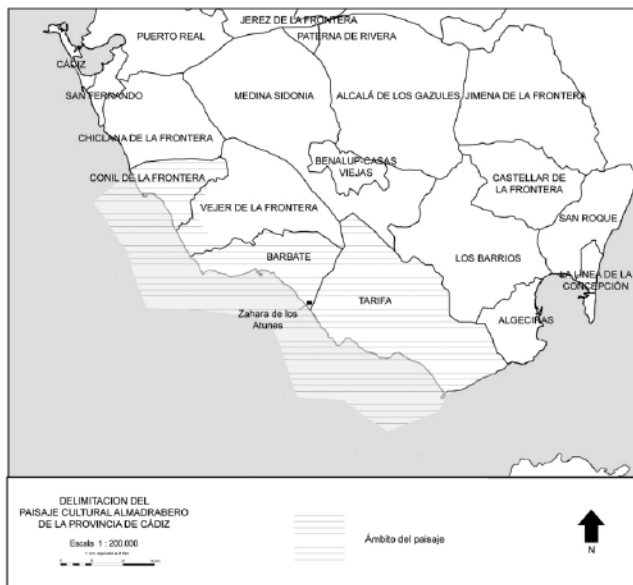 JEREZ DE LA FRONTERA
PUERTO REAL
PATERNA DE RIVERA
CÁDIZ
SAN FERNANDO
MEDINA SIDONIA
ALCALÁ DE LOS GAZULES
JIMENA DE LA FRONTERA
CHICLANA DE LA FRONTERA
BENALUP-CASAS
VIEJAS
CONIL DE LA FRONTERA
CASTELLAR DE
LA FRONTERA
VEJER DE LA FRONTERA
SAN ROQUE
BARBATE
LOS BARRIOS
LA LÍNEA DE LA
CONCEPCIÓN
Zahara de los
Atunes
TARIFA
ALGECIRAS
DELIMITACION DEL
PAISAJE CULTURAL ALMADRABERO
DE LA PROVINCIA DE CÁDIZ
Escala 1 : 200.000
Ámbito del paisaje
N